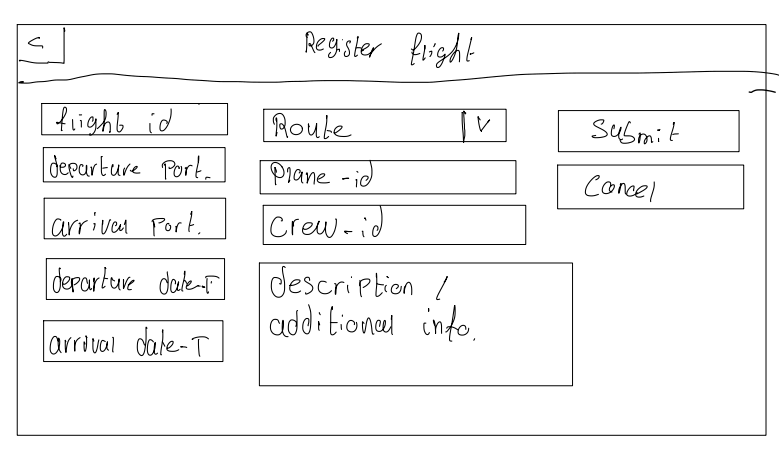 <
Register flight
flight id
departure Port.
arrival Port.
departure date-T
arrival date-T
Route V
Plane-id
Crew-id
description /
additional info.
Submit
Cancel